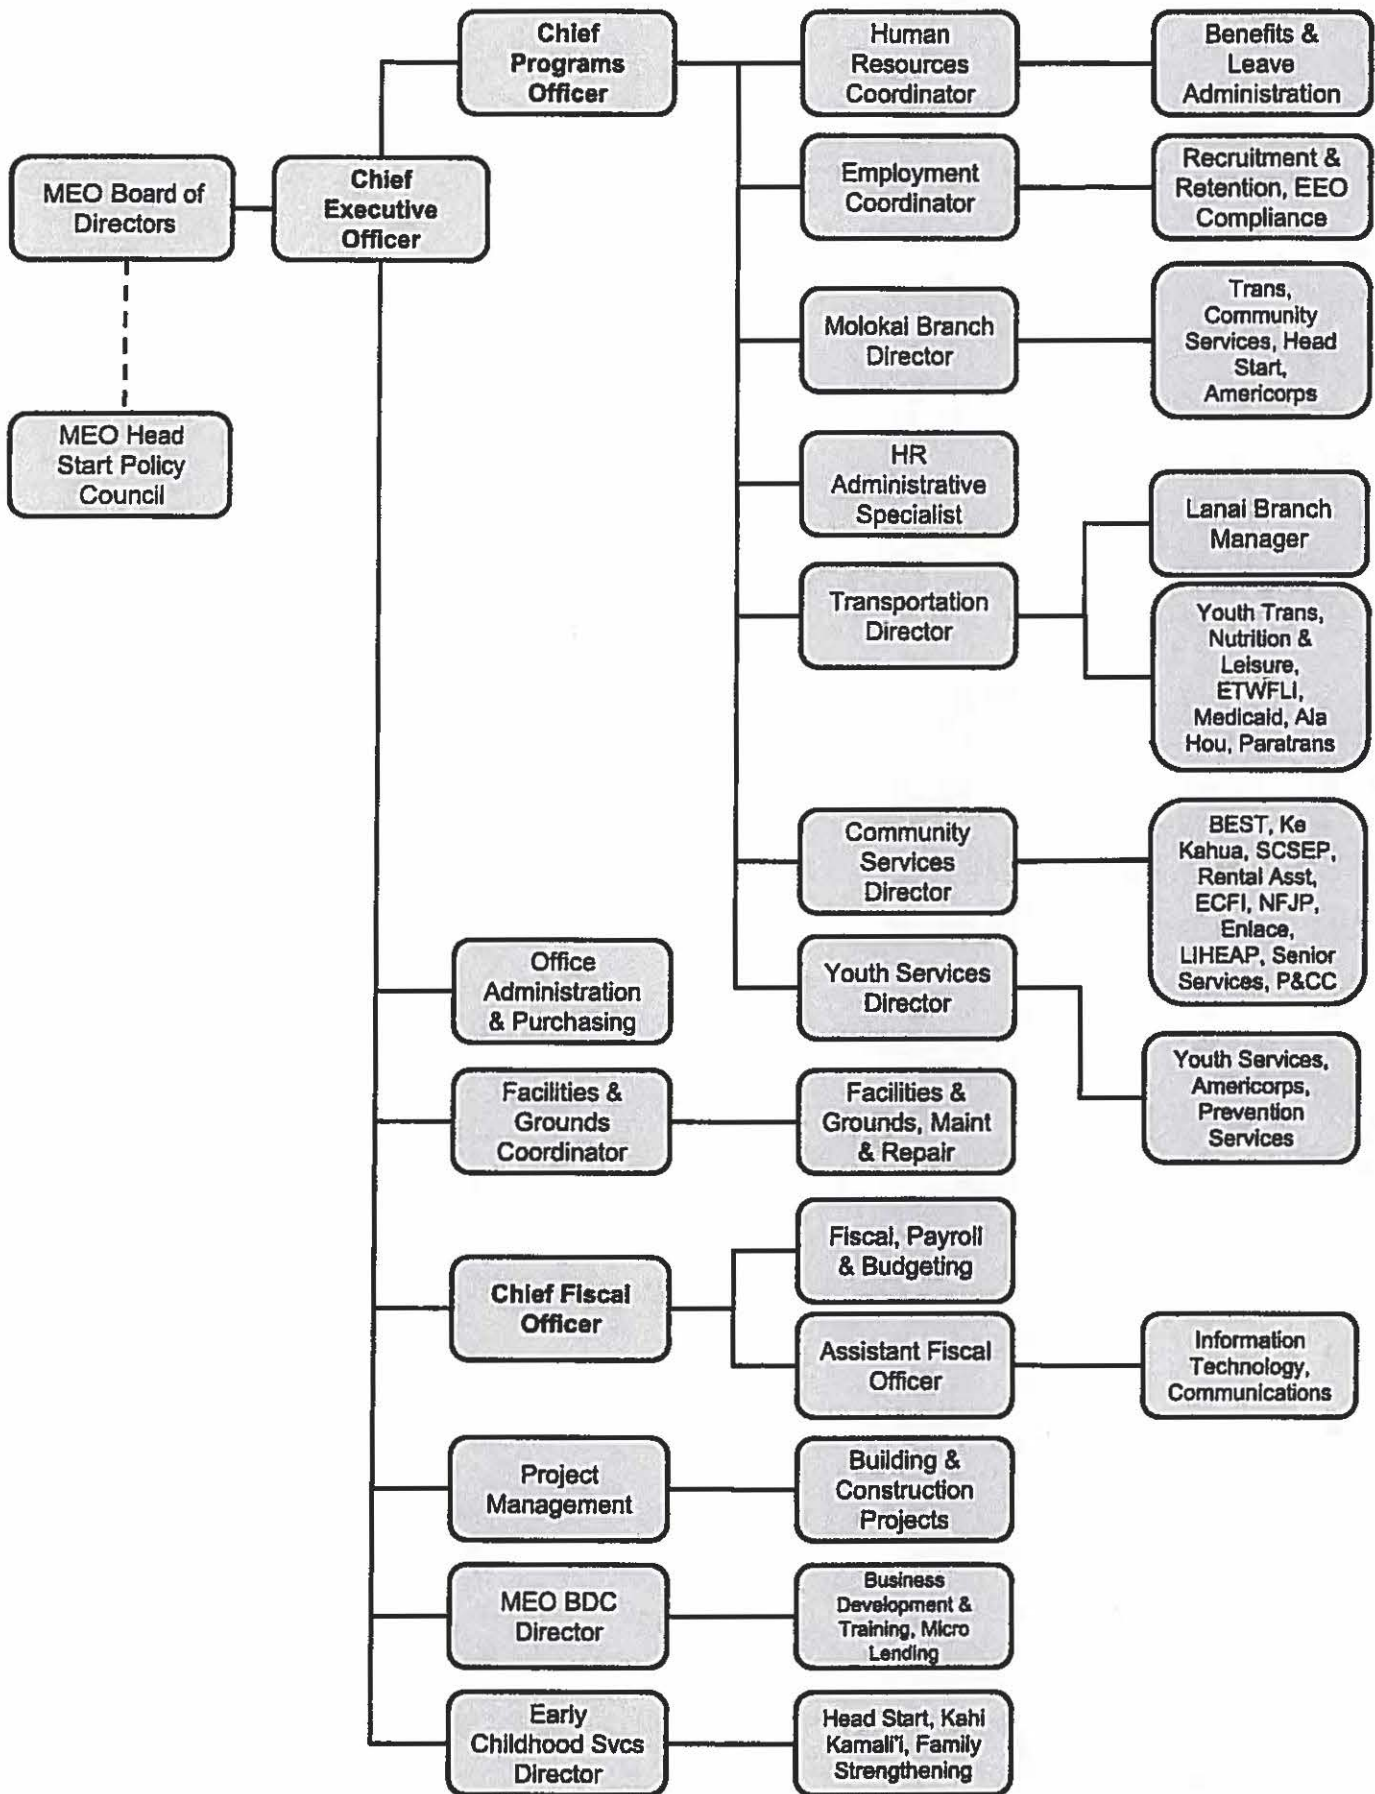 Chief
Programs
Officer
Human
Resources
Coordinator
Benefits &
Leave
Administration
MEO Board of
Directors
Chief
Executive
Officer
Employment
Coordinator
Recruitment &
Retention, EEO
Compliance
Molokai Branch
Director
Trans,
Community
Services, Head
Start,
Americorps
MEO Head
Start Policy
Council
HR
Administrative
Specialist
Lanai Branch
Manager
Transportation
Director
Youth Trans,
Nutrition &
Leisure,
ETWFLI,
Medicaid, Ala
Hou, Paratrans
Community
Services
Director
BEST, Ke
Kahua, SCSEP,
Rental Asst,
ECFI, NFJP,
Enlace,
LIHEAP, Senior
Services, P&CC
Office
Administration
& Purchasing
Youth Services
Director
Youth Services,
Americorps,
Prevention
Services
Facilities &
Grounds
Coordinator
Facilities &
Grounds, Maint
& Repair
Fiscal, Payroll
& Budgeting
Chief Fiscal
Officer
Assistant Fiscal
Officer
Information
Technology,
Communications
Project
Management
Building &
Construction
Projects
MEO BDC
Director
Business
Development &
Training, Micro
Lending
Early
Childhood Svcs
Director
Head Start, Kahi
Kamali'i, Family
Strengthening